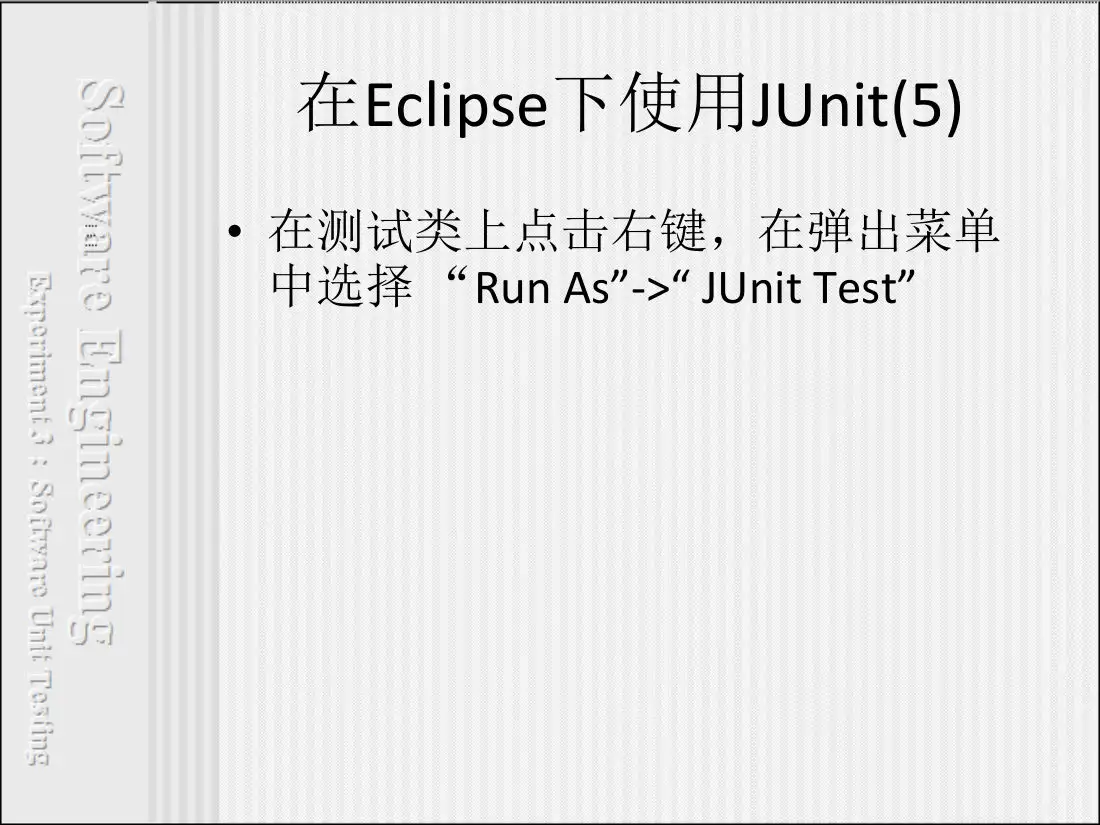 在Eclipse下使用JUnit(5)
• 在测试类上点击右键，在弹出菜单
中选择 “Run As”->“ JUnit Test”
Software Engineering
Experiment 3 : Software Unit Testing